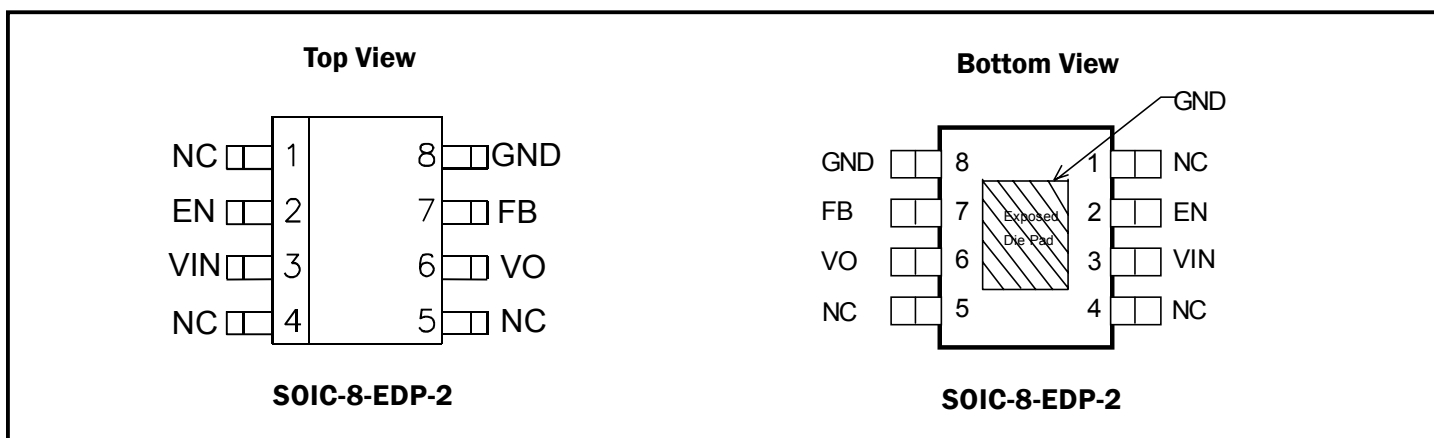 Top View
NC 1 8 GND
EN 2 7 FB
VIN 3 6 VO
NC 4 5 NC
SOIC-8-EDP-2
Bottom View
GND
GND 8 1 NC
FB 7 2 EN
VO 6 3 VIN
NC 5 4 NC
Exposed
Die Pad
SOIC-8-EDP-2